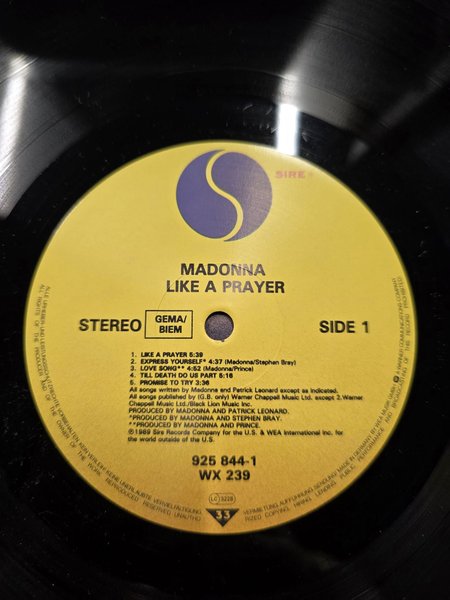 SIRE
MADONNA
LIKE A PRAYER
STEREO
GEMA/
BIEM
SIDE 1
1. LIKE A PRAYER 5:39
2. EXPRESS YOURSELF* 4:37 (Madonna/Stephen Bray)
3. LOVE SONG** 4:52 (Madonna/Prince)
4. TILL DEATH DO US PART 5:16
5. PROMISE TO TRY 3:36
All songs written by Madonna and Patrick Leonard except as indicated.
All songs published by (G.B. only) Warner Chappell Music Ltd. except 2.Warner
Chappell Music Ltd./Black Lion Music Inc.
PRODUCED BY MADONNA AND PATRICK LEONARD.
*PRODUCED BY MADONNA AND STEPHEN BRAY.
**PRODUCED BY MADONNA AND PRINCE.
℗ 1989 Sire Records Company for the U.S. & WEA International Inc. for
the world outside of the U.S.
925 844-1
WX 239
LC 3228
33